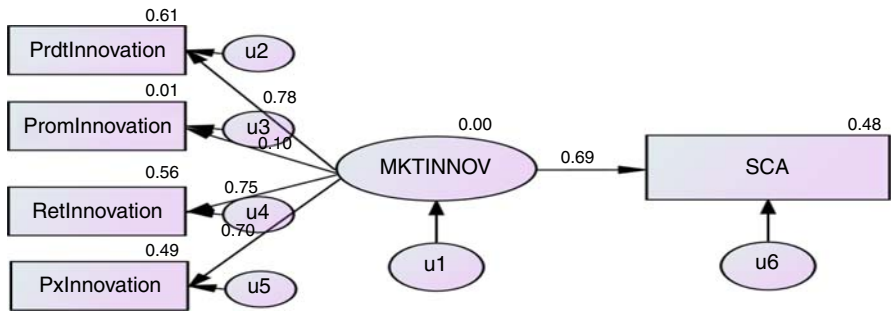 0.61
PrdtInnovation
u2
0.78
0.01
PromInnovation
u3
0.10
0.00
MKTINNOV
0.69
0.48
SCA
0.56
RetInnovation
0.75
u4
0.70
0.49
PxInnovation
u5
u1
u6